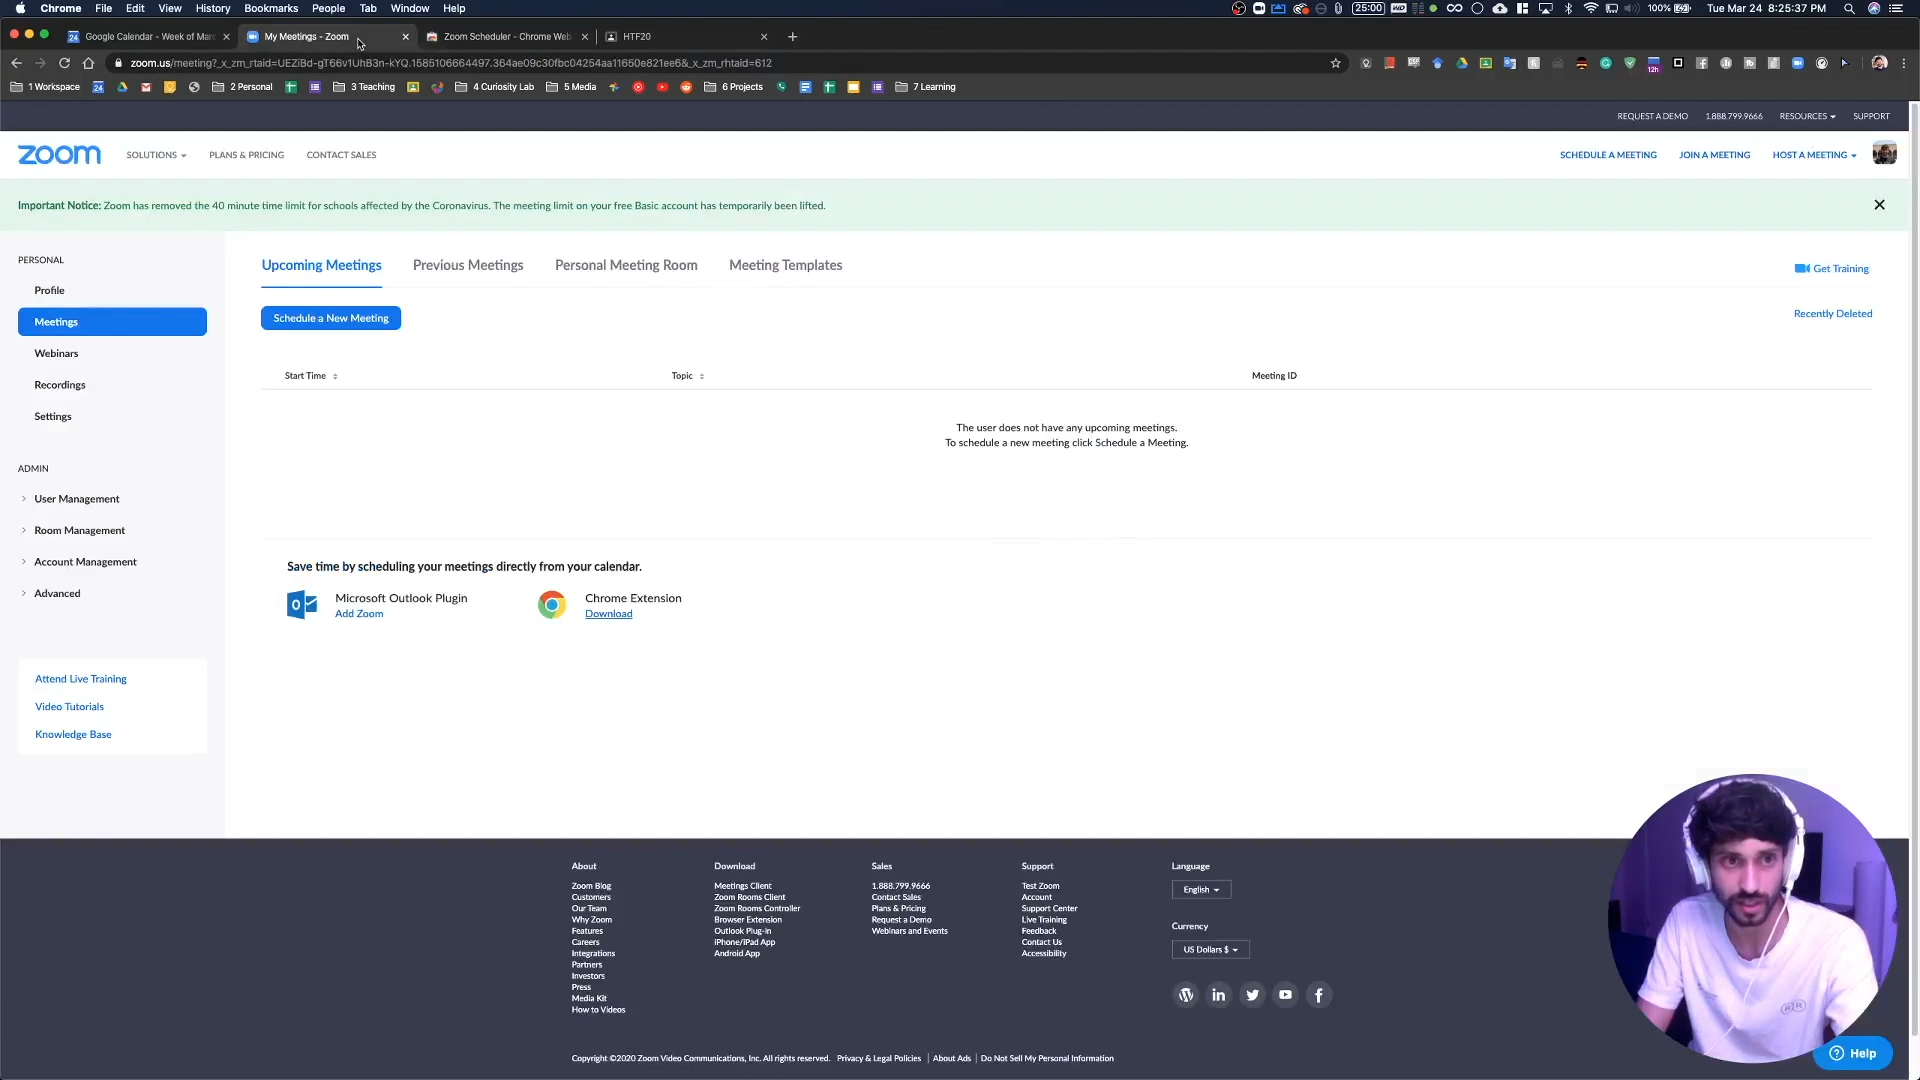 Chrome File Edit View History Bookmarks People Tab Window Help 25:00 100% Tue Mar 24 8:25:37 PM
Google Calendar - Week of Marc My Meetings - Zoom Zoom Scheduler - Chrome Web HTF20
zoom.us/meeting?_x_zm_rtaid=UEZiBd-gT66v1UhB3n-kYQ.1585106664497.364ae09c30fbc04254aa11650e821ee6&_x_zm_rhtaid=612
1 Workspace 24 2 Personal 3 Teaching 4 Curiosity Lab 5 Media 6 Projects 7 Learning
REQUEST A DEMO 1.888.799.9666 RESOURCES SUPPORT
zoom SOLUTIONS PLANS & PRICING CONTACT SALES SCHEDULE A MEETING JOIN A MEETING HOST A MEETING
Important Notice: Zoom has removed the 40 minute time limit for schools affected by the Coronavirus. The meeting limit on your free Basic account has temporarily been lifted.
PERSONAL
Profile
Meetings
Webinars
Recordings
Settings
ADMIN
User Management
Room Management
Account Management
Advanced
Attend Live Training
Video Tutorials
Knowledge Base
Upcoming Meetings Previous Meetings Personal Meeting Room Meeting Templates
Get Training
Schedule a New Meeting
Recently Deleted
Start Time Topic Meeting ID
The user does not have any upcoming meetings.
To schedule a new meeting click Schedule a Meeting.
Save time by scheduling your meetings directly from your calendar.
Microsoft Outlook Plugin
Add Zoom
Chrome Extension
Download
About
Zoom Blog
Customers
Our Team
Why Zoom
Features
Careers
Integrations
Partners
Investors
Press
Media Kit
How to Videos
Download
Meetings Client
Zoom Rooms Client
Zoom Rooms Controller
Browser Extension
Outlook Plug-in
iPhone/iPad App
Android App
Sales
1.888.799.9666
Contact Sales
Plans & Pricing
Request a Demo
Webinars and Events
Support
Test Zoom
Account
Support Center
Live Training
Feedback
Contact Us
Accessibility
Language
English
Currency
US Dollars $
Copyright ©2020 Zoom Video Communications, Inc. All rights reserved. Privacy & Legal Policies | About Ads | Do Not Sell My Personal Information
Help